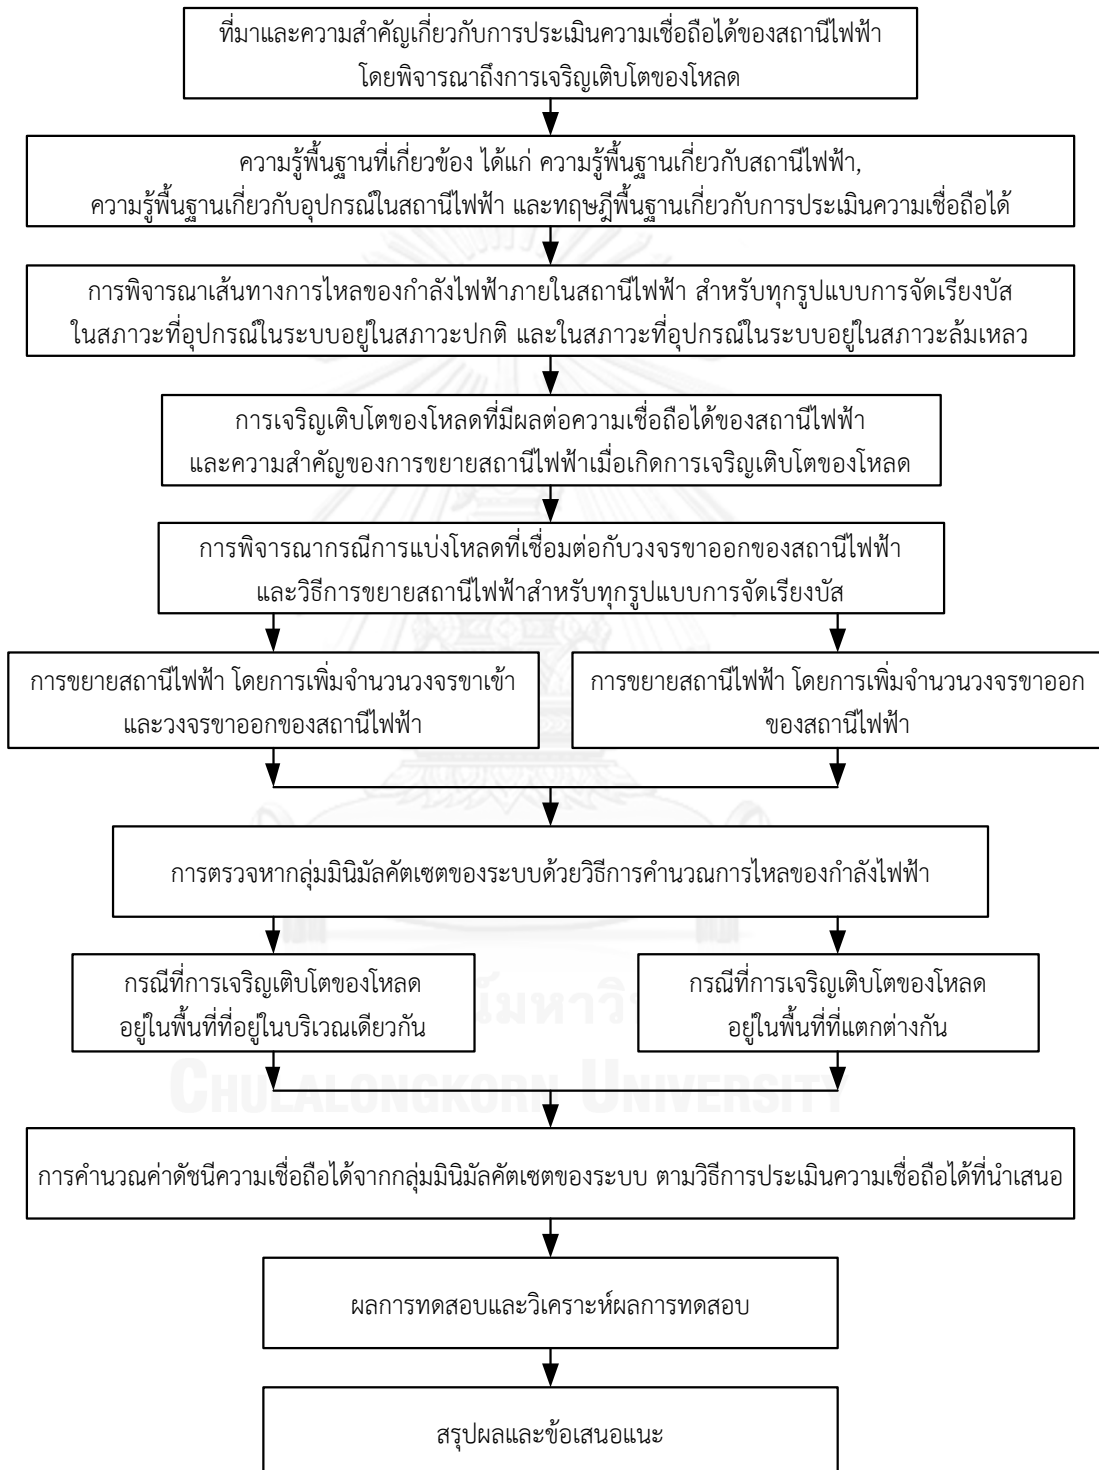 ที่มาและความสำคัญเกี่ยวกับการประเมินความเชื่อถือได้ของสถานีไฟฟ้า
โดยพิจารณาถึงการเจริญเติบโตของโหลด
ความรู้พื้นฐานที่เกี่ยวข้อง ได้แก่ ความรู้พื้นฐานเกี่ยวกับสถานีไฟฟ้า,
ความรู้พื้นฐานเกี่ยวกับอุปกรณ์ในสถานีไฟฟ้า และทฤษฎีพื้นฐานเกี่ยวกับการประเมินความเชื่อถือได้
การพิจารณาเส้นทางการไหลของกำลังไฟฟ้าภายในสถานีไฟฟ้า สำหรับทุกรูปแบบการจัดเรียงบัส
ในสภาวะที่อุปกรณ์ในระบบอยู่ในสภาวะปกติ และในสภาวะที่อุปกรณ์ในระบบอยู่ในสภาวะล้มเหลว
การเจริญเติบโตของโหลดที่มีผลต่อความเชื่อถือได้ของสถานีไฟฟ้า
และความสำคัญของการขยายสถานีไฟฟ้าเมื่อเกิดการเจริญเติบโตของโหลด
การพิจารณากรณีการแบ่งโหลดที่เชื่อมต่อกับวงจรขาออกของสถานีไฟฟ้า
และวิธีการขยายสถานีไฟฟ้าสำหรับทุกรูปแบบการจัดเรียงบัส
การขยายสถานีไฟฟ้า โดยการเพิ่มจำนวนวงจรขาเข้า
และวงจรขาออกของสถานีไฟฟ้า
การขยายสถานีไฟฟ้า โดยการเพิ่มจำนวนวงจรขาออก
ของสถานีไฟฟ้า
การตรวจหากลุ่มมินิมัลคัตเซตของระบบด้วยวิธีการคำนวณการไหลของกำลังไฟฟ้า
กรณีที่การเจริญเติบโตของโหลด
อยู่ในพื้นที่ที่อยู่ในบริเวณเดียวกัน
กรณีที่การเจริญเติบโตของโหลด
อยู่ในพื้นที่ที่แตกต่างกัน
CHULALONGKORN UNIVERSITY
การคำนวณค่าดัชนีความเชื่อถือได้จากกลุ่มมินิมัลคัตเซตของระบบ ตามวิธีการประเมินความเชื่อถือได้ที่นำเสนอ
ผลการทดสอบและวิเคราะห์ผลการทดสอบ
สรุปผลและข้อเสนอแนะ